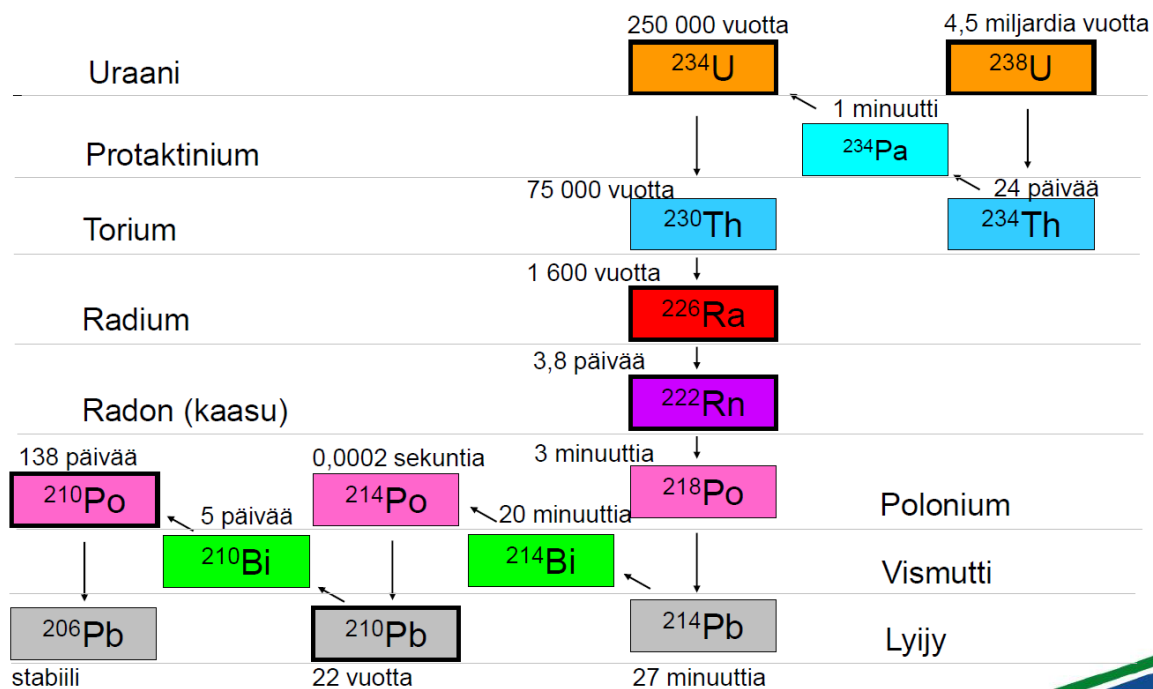 250 000 vuotta 4,5 miljardia vuotta
Uraani ²³⁴U ²³⁸U
1 minuutti
Protaktinium ²³⁴Pa
75 000 vuotta 24 päivää
Torium ²³⁰Th ²³⁴Th
1 600 vuotta
Radium ²²⁶Ra
3,8 päivää
Radon (kaasu) ²²²Rn
138 päivää 0,0002 sekuntia 3 minuuttia
²¹⁰Po ²¹⁴Po ²¹⁸Po Polonium
5 päivää 20 minuuttia
²¹⁰Bi ²¹⁴Bi Vismutti
²⁰⁶Pb ²¹⁰Pb ²¹⁴Pb Lyijy
stabiili 22 vuotta 27 minuuttia